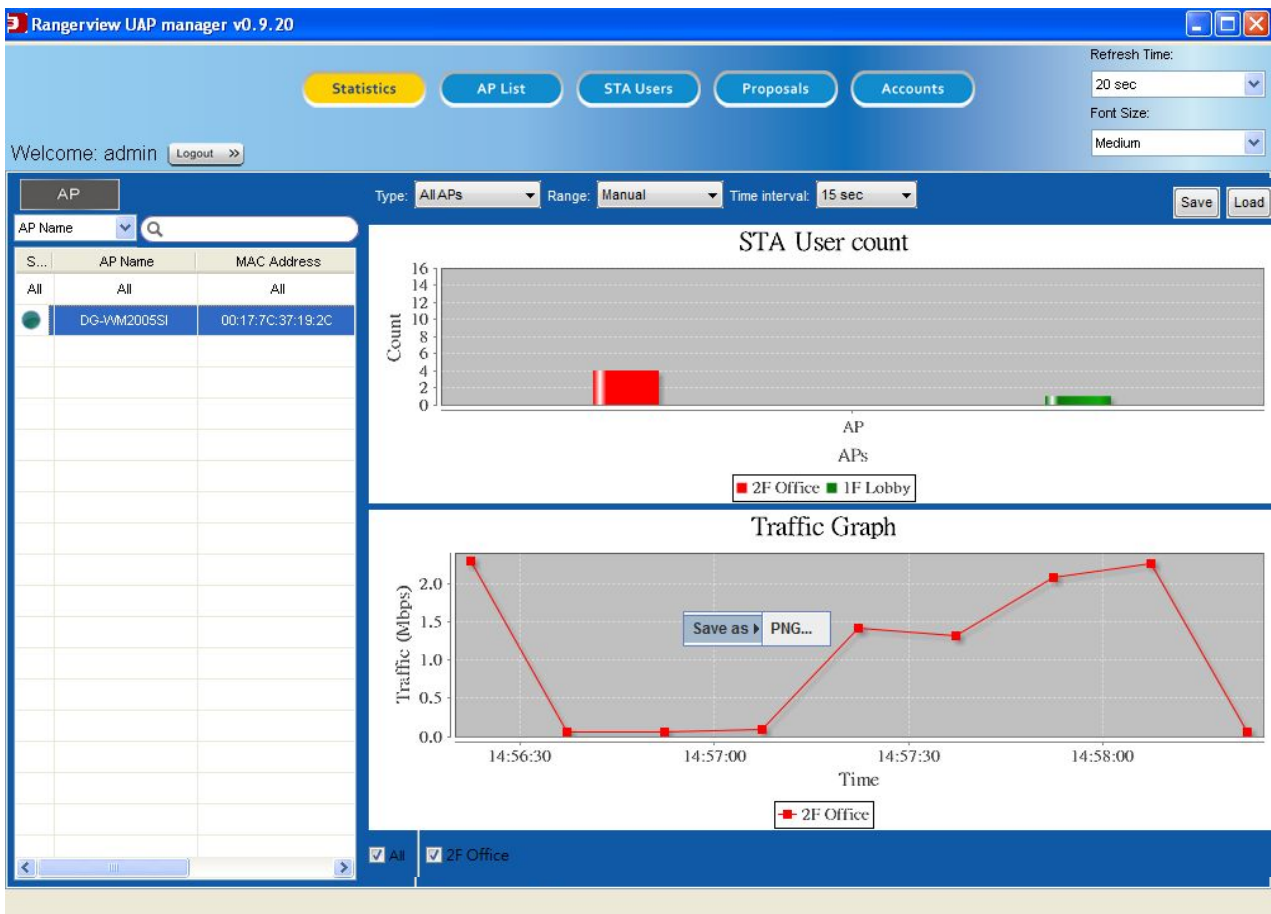 Rangerview UAP manager v0.9.20
Statistics AP List STA Users Proposals Accounts
Refresh Time:
20 sec
Font Size:
Medium
Welcome: admin Logout »
AP
Type: All APs Range: Manual Time interval: 15 sec Save Load
AP Name
S... AP Name MAC Address
All All All
DG-WM2005SI 00:17:7C:37:19:2C
STA User count
Count
16
14
12
10
8
6
4
2
0
AP
APs
2F Office 1F Lobby
Traffic Graph
Traffic (Mbps)
2.0
1.5
1.0
0.5
0.0
Save as PNG...
14:56:30 14:57:00 14:57:30 14:58:00
Time
2F Office
All 2F Office